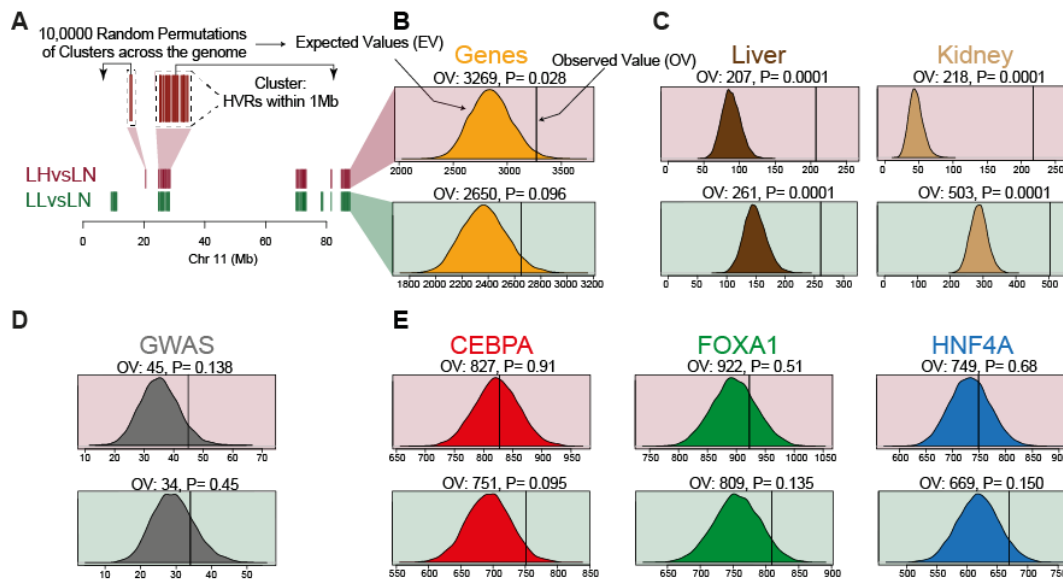 A
10,0000 Random Permutations
of Clusters across the genome
Expected Values (EV)
Cluster:
HVRs within 1Mb
LHvsLN
LLvsLN
0 20 40 60 80
Chr 11 (Mb)
B
Genes
OV: 3269, P= 0.028
Observed Value (OV)
2000 2500 3000 3500
OV: 2650, P= 0.096
1800 2000 2200 2400 2600 2800 3000 3200
C
Liver
OV: 207, P= 0.0001
0 50 100 150 200 250
OV: 261, P= 0.0001
0 50 100 150 200 250 300
Kidney
OV: 218, P= 0.0001
0 50 100 150 200 250
OV: 503, P= 0.0001
0 100 200 300 400 500
D
GWAS
OV: 45, P= 0.138
10 20 30 40 50 60 70
OV: 34, P= 0.45
10 20 30 40 50
E
CEBPA
OV: 827, P= 0.91
650 700 750 800 850 900 950
OV: 751, P= 0.095
600 650 700 750 800 850
FOXA1
OV: 922, P= 0.51
750 800 850 900 950 1000 1050
OV: 809, P= 0.135
600 650 700 750 800 850 900
HNF4A
OV: 749, P= 0.68
600 650 700 750 800 850
OV: 669, P= 0.150
500 550 600 650 700